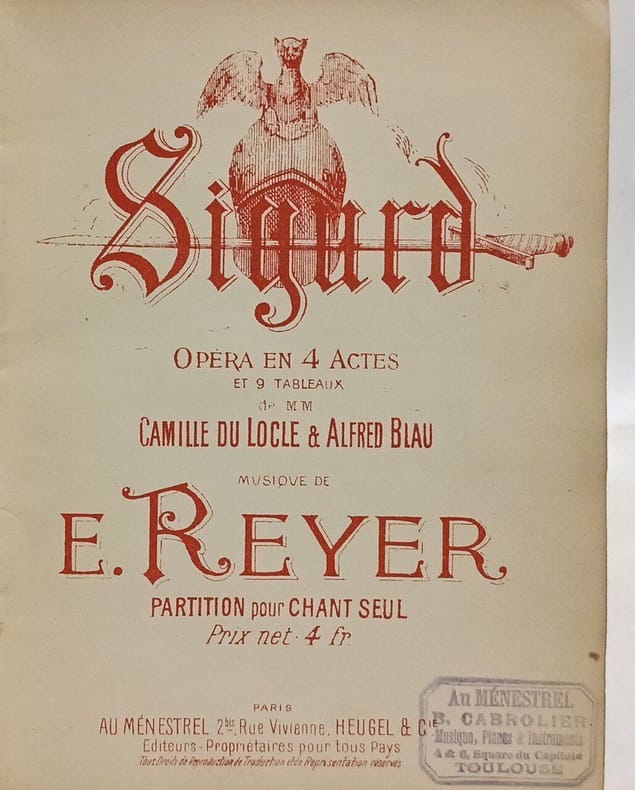 Sigurd
OPÉRA EN 4 ACTES
ET 9 TABLEAUX
de MM
CAMILLE DU LOCLE & ALFRED BLAU
MUSIQUE DE
E. REYER
PARTITION pour CHANT SEUL
Prix net. 4 fr.
PARIS
AU MÉNESTREL 2bis, Rue Vivienne, HEUGEL & Cie
Editeurs-Propriétaires pour tous Pays
Tous Droits de Reproduction de Traduction et de Représentation réservés.
Au MÉNESTREL
B. CABROLIER
Musique, Pianos & Instruments
4 & 6, Square du Capitole
TOULOUSE